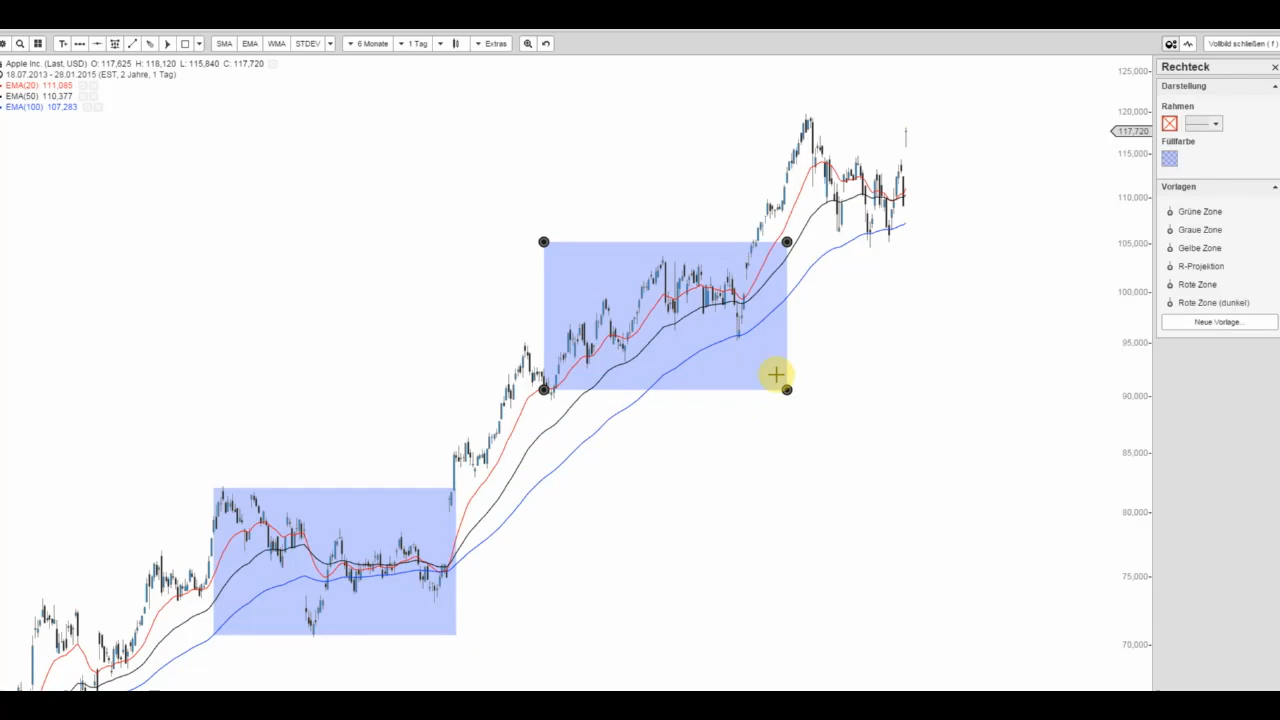 SMA EMA WMA STDEV 6 Monate 1 Tag Extras Vollbild schließen ( f )
Apple Inc. (Last, USD) O: 117,625 H: 118,120 L: 115,840 C: 117,720
18.07.2013 - 28.01.2015 (EST, 2 Jahre, 1 Tag)
EMA(20) 111,085
EMA(50) 110,377
EMA(100) 107,283
125,000
120,000
117,720
115,000
110,000
105,000
100,000
95,000
90,000
85,000
80,000
75,000
70,000
Rechteck
Darstellung
Rahmen
Füllfarbe
Vorlagen
Grüne Zone
Graue Zone
Gelbe Zone
R-Projektion
Rote Zone
Rote Zone (dunkel)
Neue Vorlage...